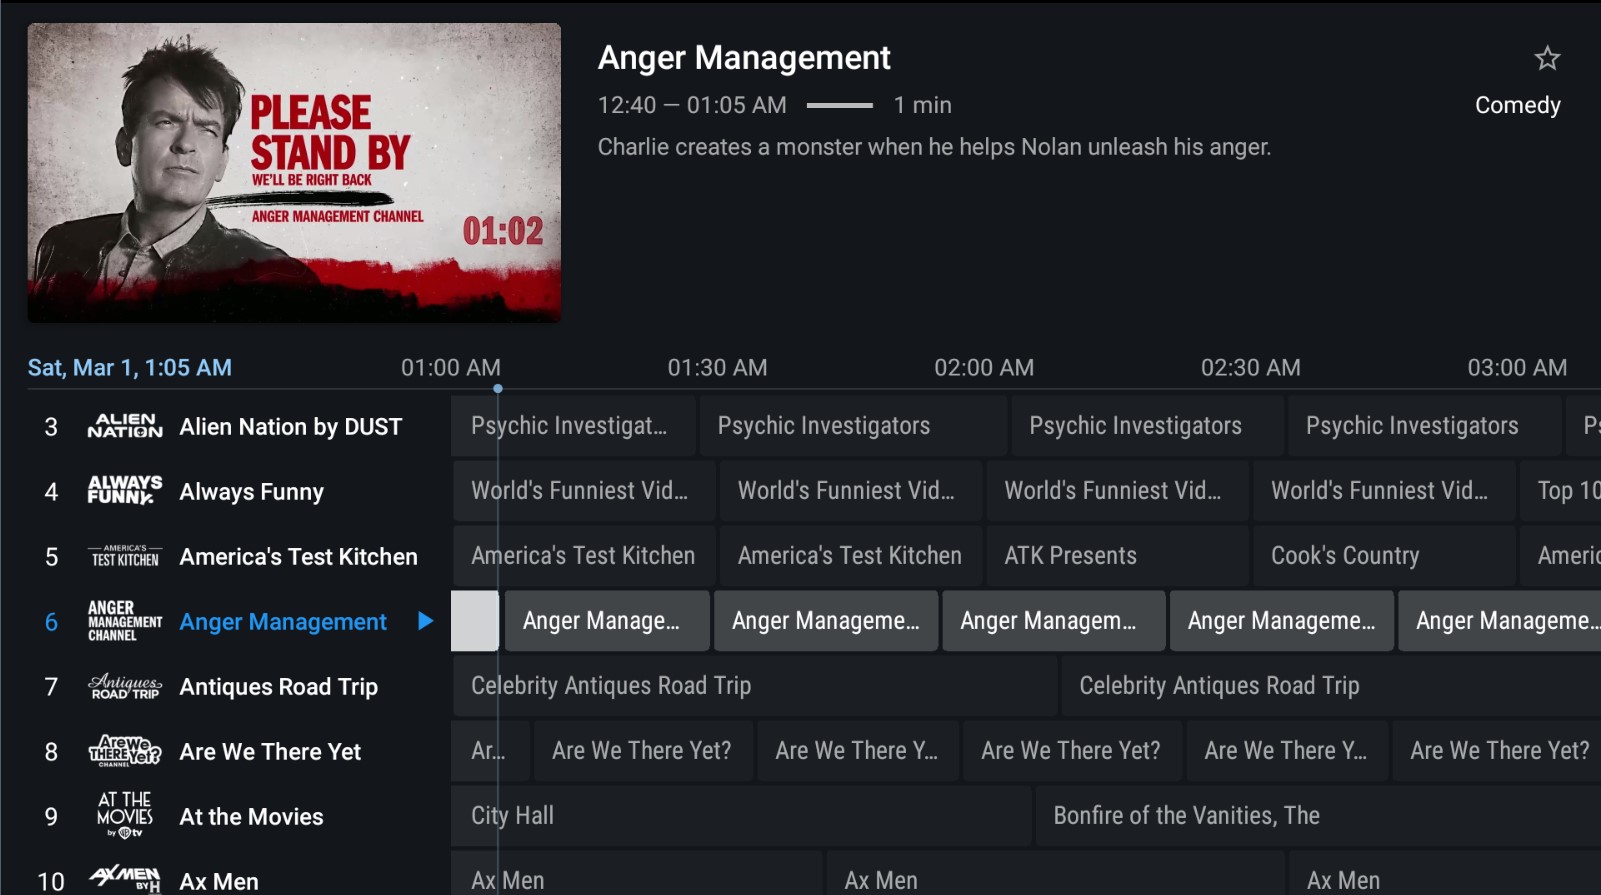 PLEASE
STAND BY
WE'LL BE RIGHT BACK
ANGER MANAGEMENT CHANNEL
01:02
Anger Management
12:40 — 01:05 AM 1 min
Comedy
Charlie creates a monster when he helps Nolan unleash his anger.
Sat, Mar 1, 1:05 AM 01:00 AM 01:30 AM 02:00 AM 02:30 AM 03:00 AM
3 ALIEN NATION Alien Nation by DUST Psychic Investigat... Psychic Investigators Psychic Investigators Psychic Investigators Ps
4 ALWAYS FUNNY. Always Funny World's Funniest Vid... World's Funniest Vid... World's Funniest Vid... World's Funniest Vid... Top 10
5 AMERICA'S TEST KITCHEN America's Test Kitchen America's Test Kitchen America's Test Kitchen ATK Presents Cook's Country Americ
6 ANGER MANAGEMENT CHANNEL Anger Management Anger Manage... Anger Manageme... Anger Managem... Anger Manageme... Anger Manageme...
7 Antiques ROAD TRIP Antiques Road Trip Celebrity Antiques Road Trip Celebrity Antiques Road Trip
8 Are We THERE Yet? CHANNEL Are We There Yet Ar... Are We There Yet? Are We There Y... Are We There Yet? Are We There Y... Are We There Yet?
9 AT THE MOVIES by WB tv At the Movies City Hall Bonfire of the Vanities, The
10 AX MEN BY H Ax Men Ax Men Ax Men Ax Men